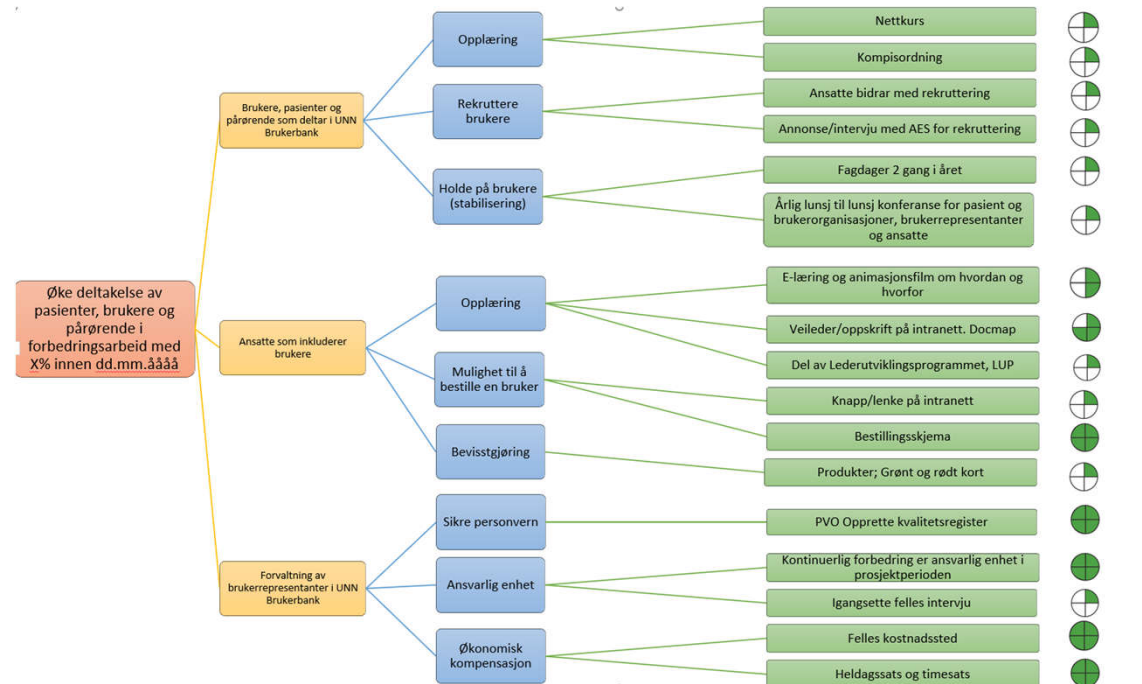 Øke deltakelse av
pasienter, brukere og
pårørende i
forbedringsarbeid med
X% innen dd.mm.åååå
Brukere, pasienter og
pårørende som deltar i UNN
Brukerbank
Opplæring
Nettkurs
Kompisordning
Rekruttere
brukere
Ansatte bidrar med rekruttering
Annonse/intervju med AES for rekruttering
Holde på brukere
(stabilisering)
Fagdager 2 gang i året
Årlig lunsj til lunsj konferanse for pasient og
brukerorganisasjoner, brukerrepresentanter
og ansatte
Ansatte som inkluderer
brukere
Opplæring
E-læring og animasjonsfilm om hvordan og
hvorfor
Veileder/oppskrift på intranett. Docmap
Del av Lederutviklingsprogrammet, LUP
Mulighet til å
bestille en bruker
Knapp/lenke på intranett
Bestillingsskjema
Bevisstgjøring
Produkter; Grønt og rødt kort
Forvaltning av
brukerrepresentanter i UNN
Brukerbank
Sikre personvern
PVO Opprette kvalitetsregister
Ansvarlig enhet
Kontinuerlig forbedring er ansvarlig enhet i
prosjektperioden
Igangsette felles intervju
Økonomisk
kompensasjon
Felles kostnadssted
Heldagssats og timesats